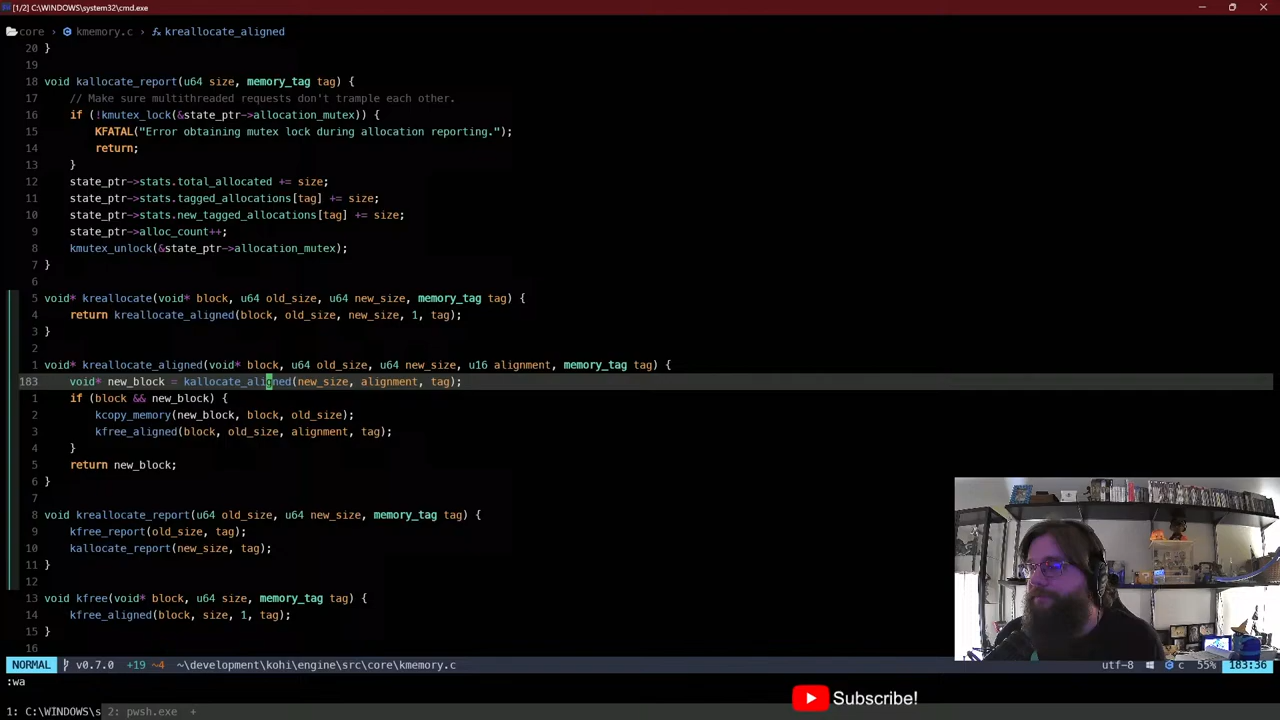 [1/2] C:\WINDOWS\system32\cmd.exe
core › kmemory.c › kreallocate_aligned
20 }
19
18 void kallocate_report(u64 size, memory_tag tag) {
17 // Make sure multithreaded requests don't trample each other.
16 if (!kmutex_lock(&state_ptr->allocation_mutex)) {
15 KFATAL("Error obtaining mutex lock during allocation reporting.");
14 return;
13 }
12 state_ptr->stats.total_allocated += size;
11 state_ptr->stats.tagged_allocations[tag] += size;
10 state_ptr->stats.new_tagged_allocations[tag] += size;
9 state_ptr->alloc_count++;
8 kmutex_unlock(&state_ptr->allocation_mutex);
7 }
6
5 void* kreallocate(void* block, u64 old_size, u64 new_size, memory_tag tag) {
4 return kreallocate_aligned(block, old_size, new_size, 1, tag);
3 }
2
1 void* kreallocate_aligned(void* block, u64 old_size, u64 new_size, u16 alignment, memory_tag tag) {
183 void* new_block = kallocate_aligned(new_size, alignment, tag);
1 if (block && new_block) {
2 kcopy_memory(new_block, block, old_size);
3 kfree_aligned(block, old_size, alignment, tag);
4 }
5 return new_block;
6 }
7
8 void kreallocate_report(u64 old_size, u64 new_size, memory_tag tag) {
9 kfree_report(old_size, tag);
10 kallocate_report(new_size, tag);
11 }
12
13 void kfree(void* block, u64 size, memory_tag tag) {
14 kfree_aligned(block, size, 1, tag);
15 }
16
NORMAL v0.7.0 +19 ~4 ~\development\kohi\engine\src\core\kmemory.c utf-8 c 55% 183:36
:wa
Subscribe!
1: C:\WINDOWS\s 2: pwsh.exe +